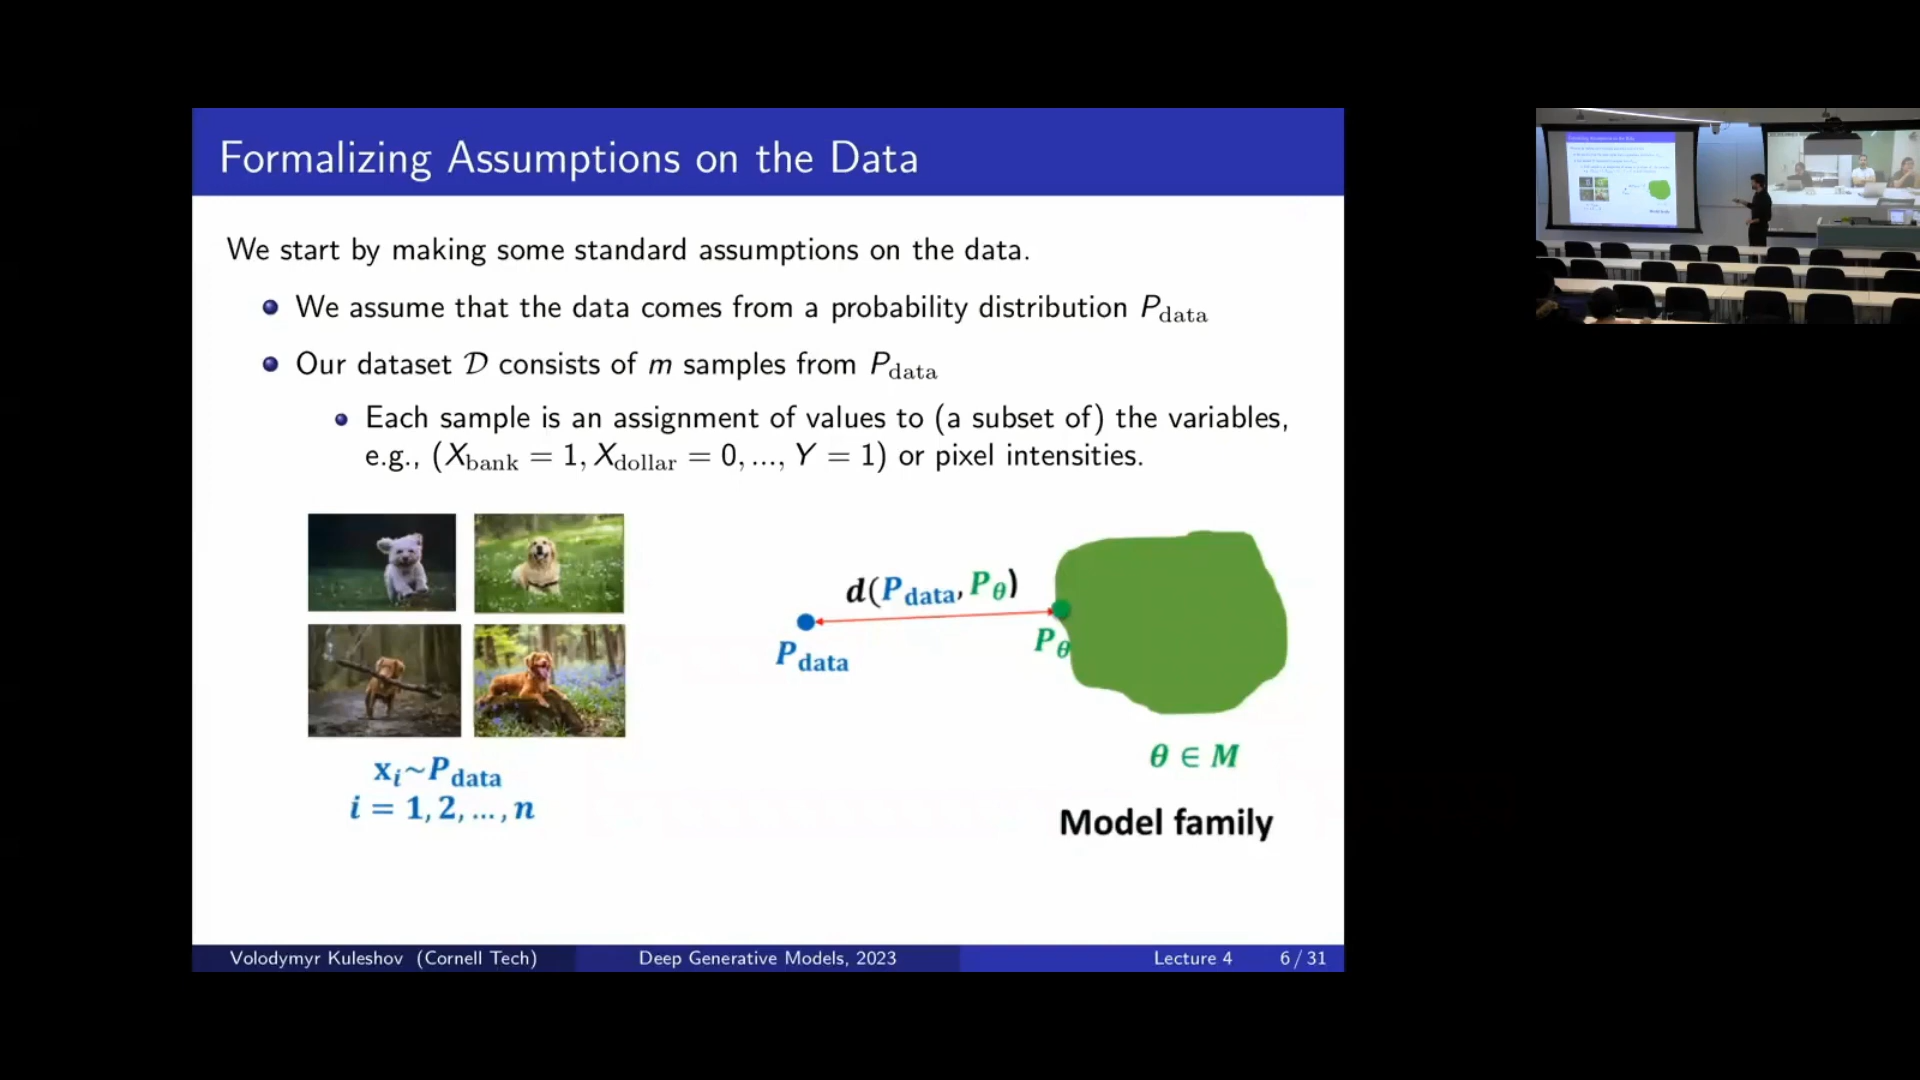 Formalizing Assumptions on the Data
We start by making some standard assumptions on the data.
We assume that the data comes from a probability distribution P_data
Our dataset 𝒟 consists of m samples from P_data
Each sample is an assignment of values to (a subset of) the variables,
e.g., (X_bank = 1, X_dollar = 0, ..., Y = 1) or pixel intensities.
d(P_data, P_θ)
P_data
P_θ
x_i~P_data
i = 1, 2, ..., n
θ ∈ M
Model family
Volodymyr Kuleshov (Cornell Tech)
Deep Generative Models, 2023
Lecture 4
6 / 31